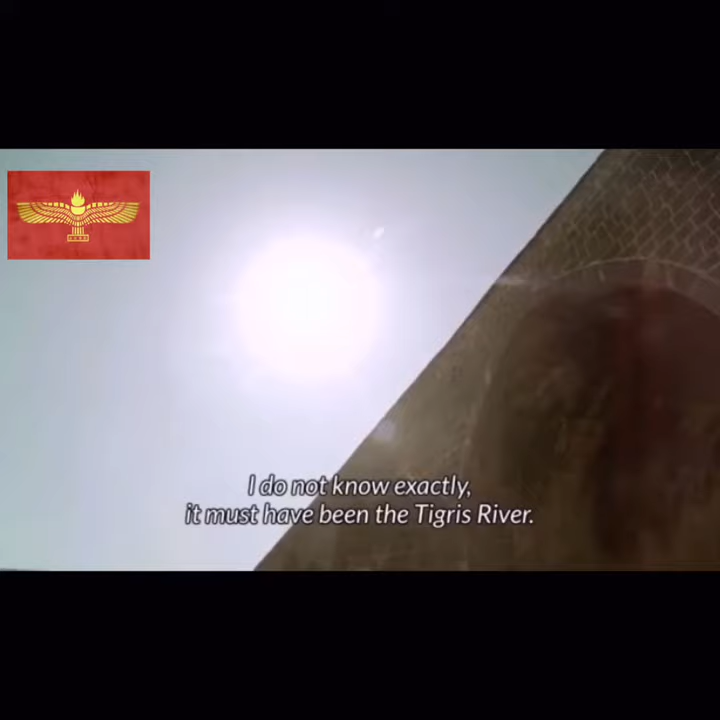 I do not know exactly,
it must have been the Tigris River.